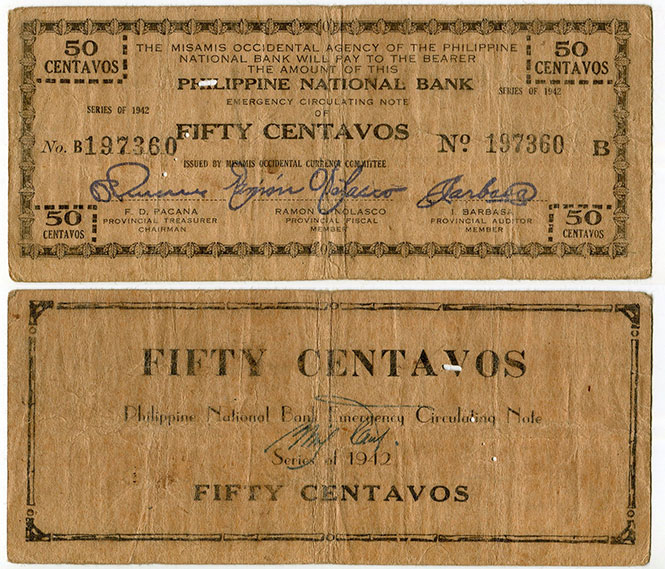 50 CENTAVOS
THE MISAMIS OCCIDENTAL AGENCY OF THE PHILIPPINE
NATIONAL BANK WILL PAY TO THE BEARER
THE AMOUNT OF THIS
PHILIPPINE NATIONAL BANK
EMERGENCY CIRCULATING NOTE
OF
FIFTY CENTAVOS
50 CENTAVOS
SERIES OF 1942
SERIES OF 1942
No. B197360
No. 197360 B
ISSUED BY MISAMIS OCCIDENTAL CURRENCY COMMITTEE
F. D. PACANA
PROVINCIAL TREASURER
CHAIRMAN
RAMON NOLASCO
PROVINCIAL FISCAL
MEMBER
I. BARBASA
PROVINCIAL AUDITOR
MEMBER
50 CENTAVOS
50 CENTAVOS
FIFTY CENTAVOS
Philippine National Bank Emergency Circulating Note
Series of 1942
FIFTY CENTAVOS